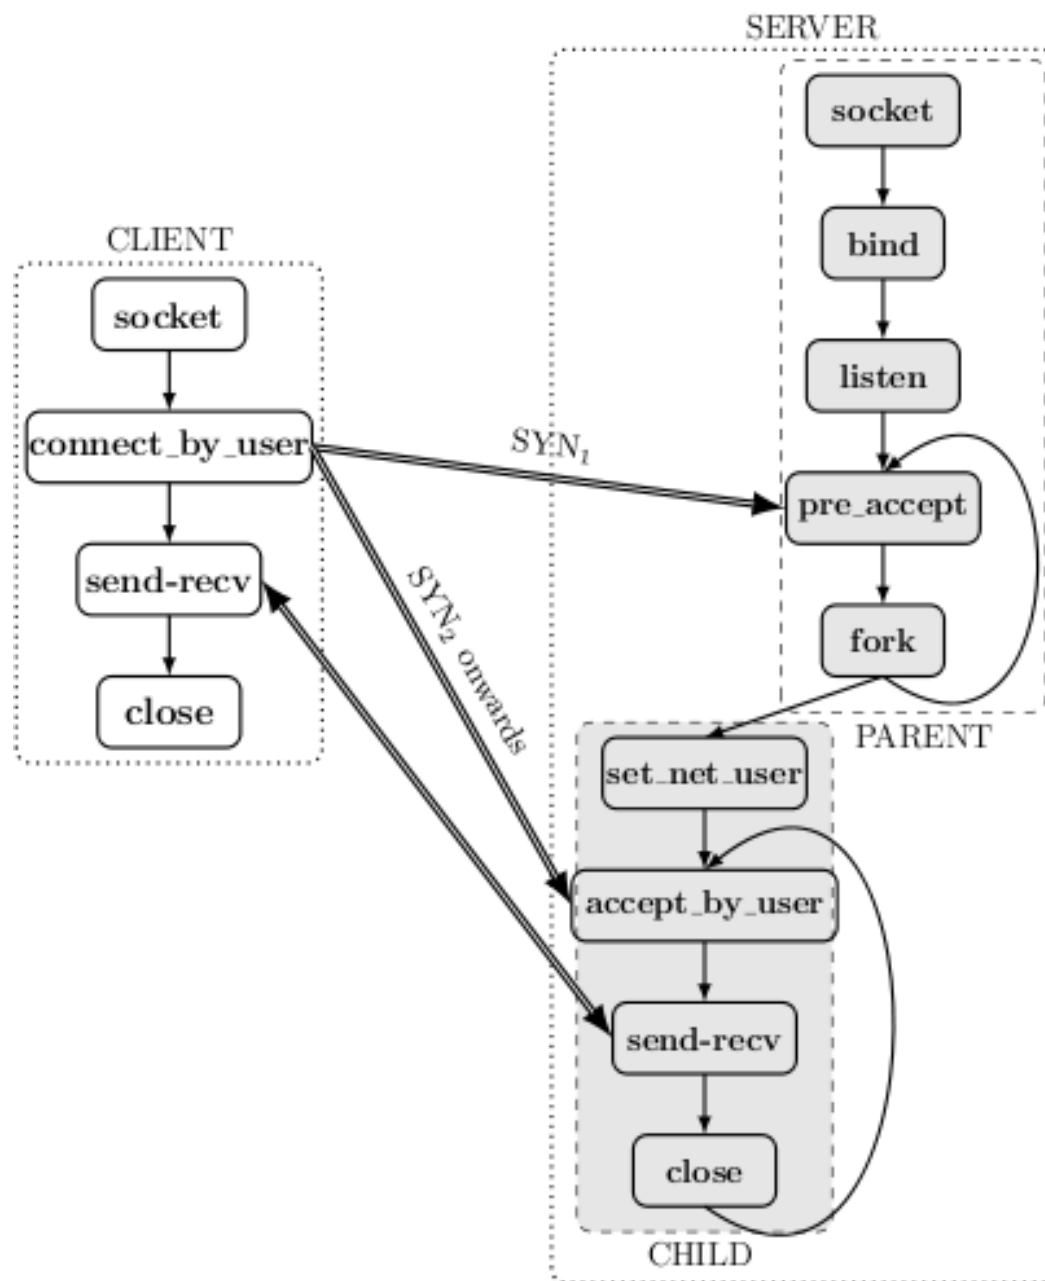 SERVER
socket
bind
listen
pre_accept
fork
PARENT
CLIENT
socket
connect_by_user
send-recv
close
SYN₁
SYN₂ onwards
set_net_user
accept_by_user
send-recv
close
CHILD